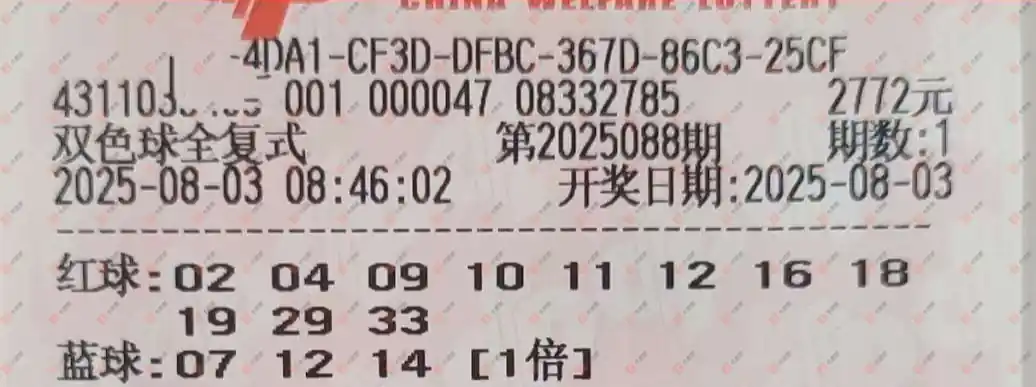 CHINA WELFARE LOTTERY
-4DA1-CF3D-DFBC-367D-86C3-25CF
001 000047 08332785 2772元
双色球全复式 第2025088期 期数:1
2025-08-03 08:46:02 开奖日期:2025-08-03
红球:02 04 09 10 11 12 16 18
19 29 33
蓝球:07 12 14 [1倍]